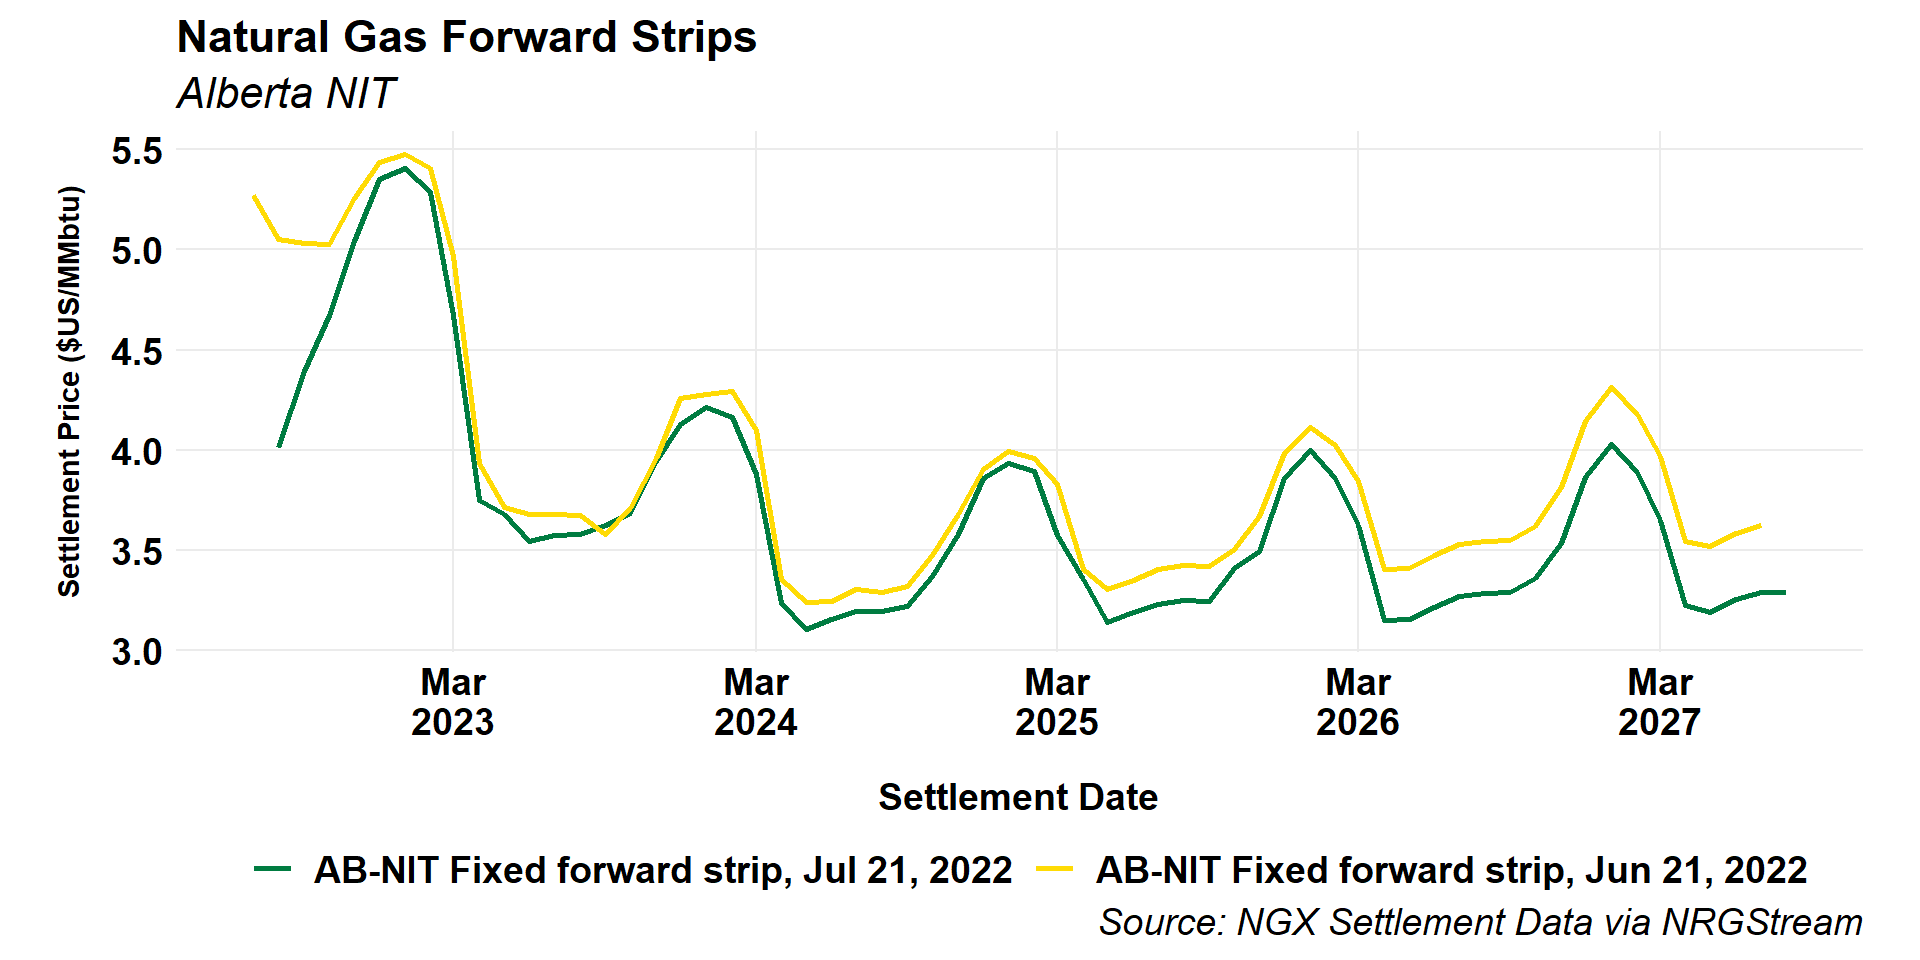 Natural Gas Forward Strips
Alberta NIT
Settlement Price ($US/MMbtu)
5.5
5.0
4.5
4.0
3.5
3.0
Mar 2023
Mar 2024
Mar 2025
Mar 2026
Mar 2027
Settlement Date
AB-NIT Fixed forward strip, Jul 21, 2022
AB-NIT Fixed forward strip, Jun 21, 2022
Source: NGX Settlement Data via NRGStream